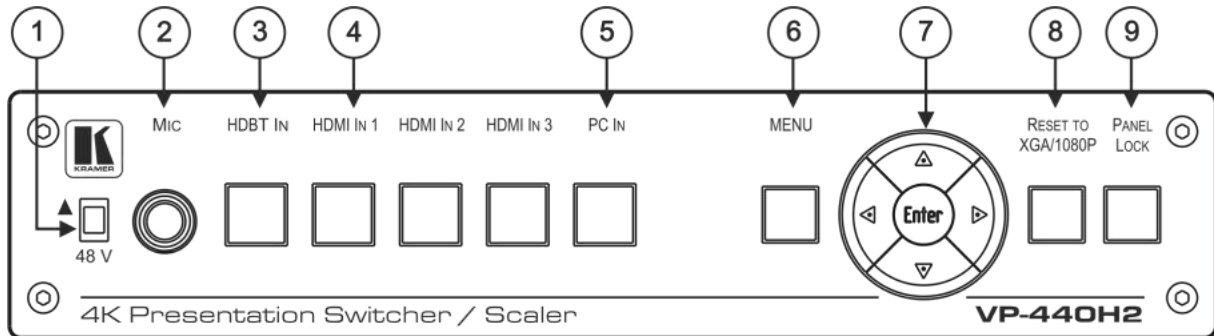 1 2 3 4 5 6 7 8 9
MIC HDBT IN HDMI IN 1 HDMI IN 2 HDMI IN 3 PC IN MENU RESET TO XGA/1080P PANEL LOCK
K
KRAMER
Enter
48 V
4K Presentation Switcher / Scaler VP-440H2